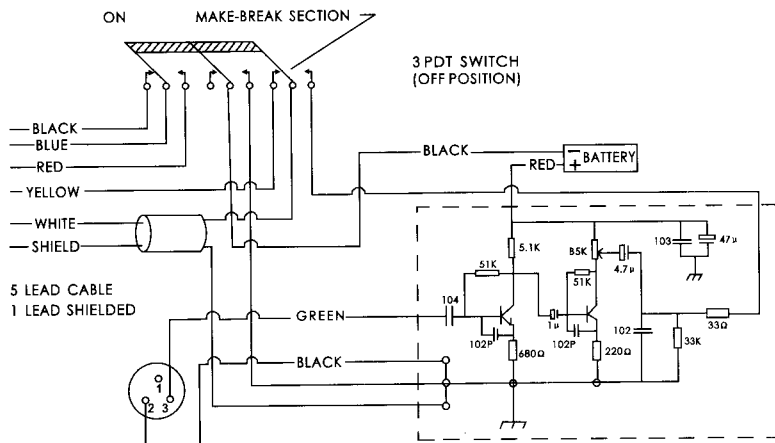 ON
MAKE-BREAK SECTION
3 PDT SWITCH
(OFF POSITION)
BLACK
BLUE
RED
YELLOW
WHITE
SHIELD
5 LEAD CABLE
1 LEAD SHIELDED
BLACK
RED
− BATTERY
+
5.1K
51K
104
102P
680Ω
1μ
B5K
51K
102P
220Ω
4.7μ
103
47μ
102
33K
33Ω
GREEN
BLACK
1
2
3